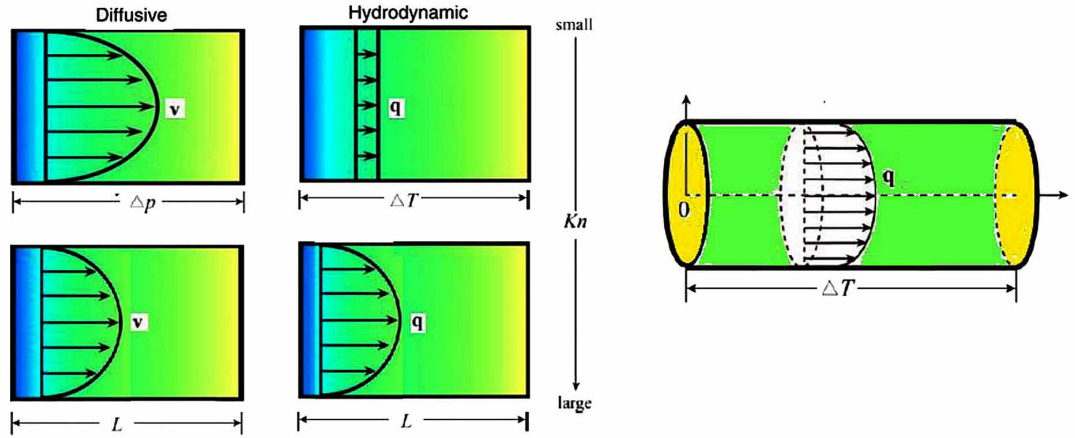 Diffusive
Hydrodynamic
small
v
q
△p
△T
Kn
v
q
L
L
large
q
0
△T